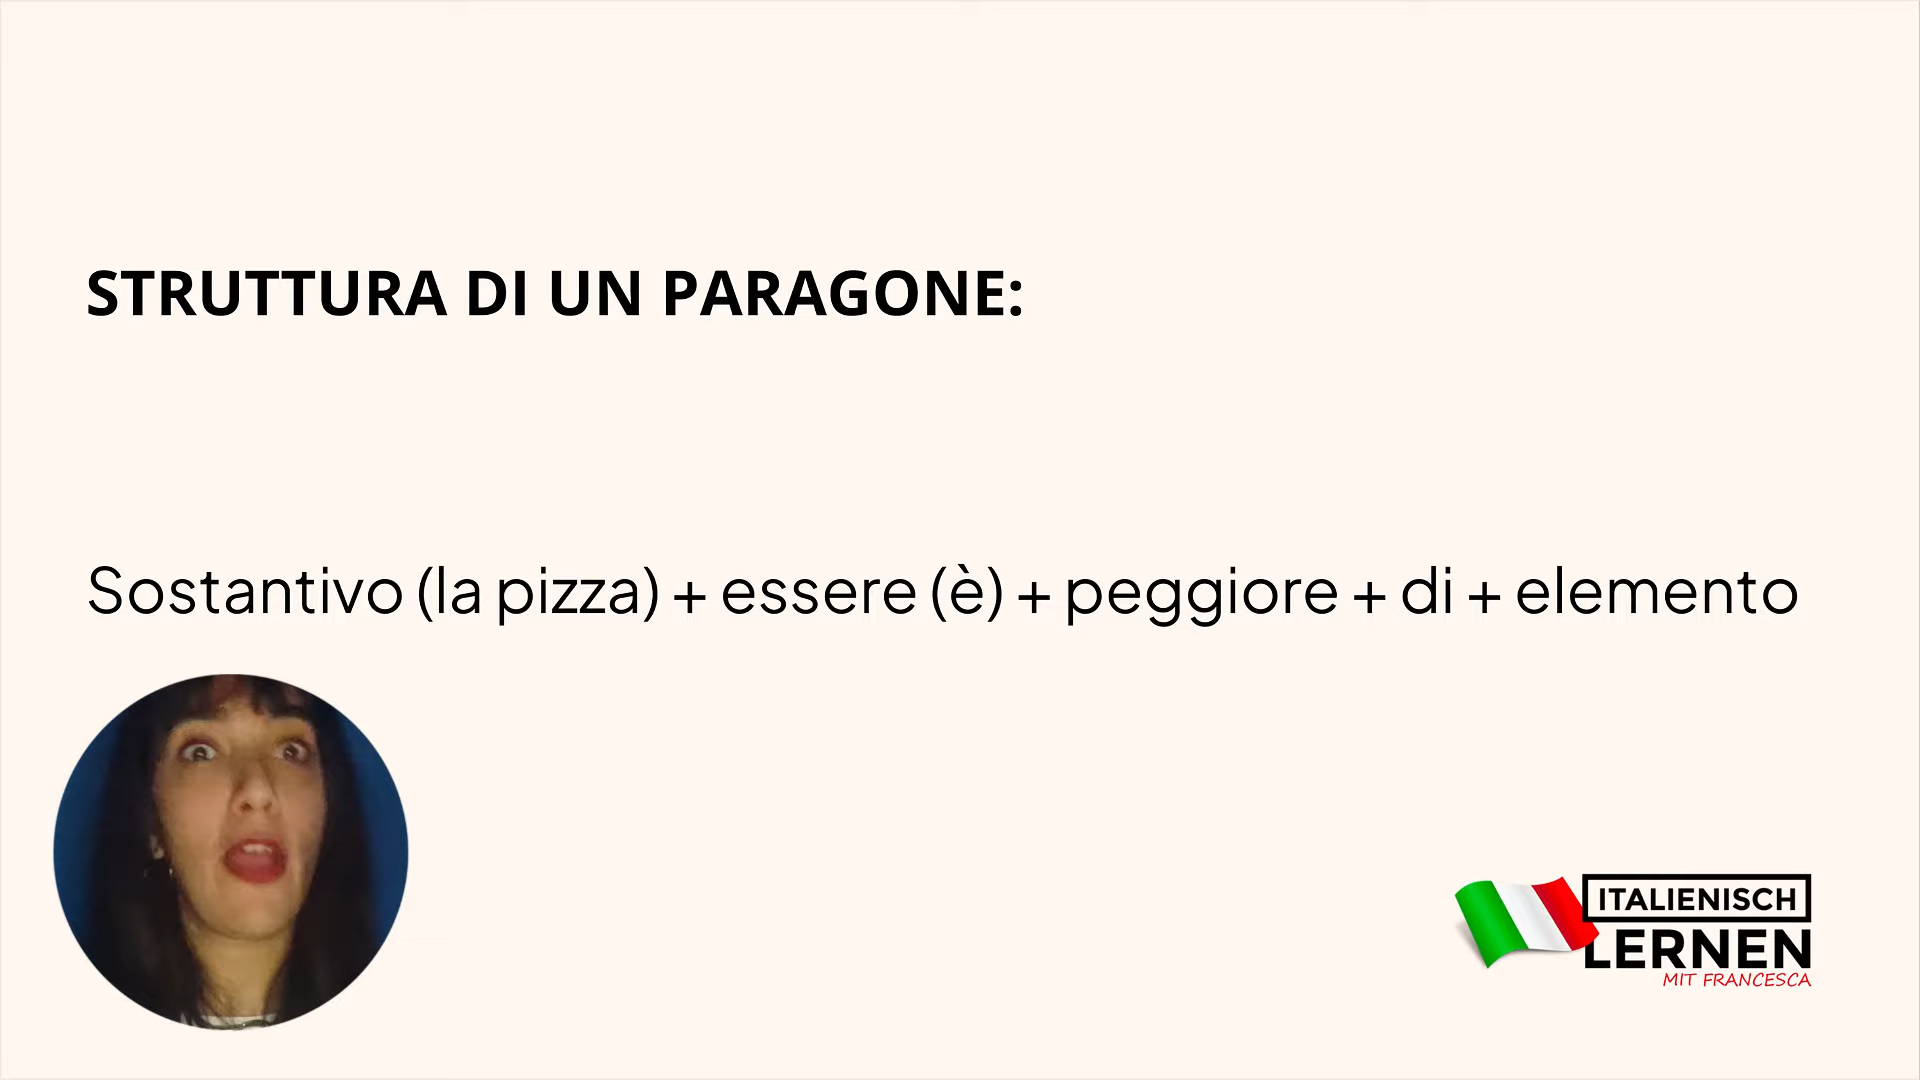 STRUTTURA DI UN PARAGONE:
Sostantivo (la pizza) + essere (è) + peggiore + di + elemento
ITALIENISCH
LERNEN
MIT FRANCESCA